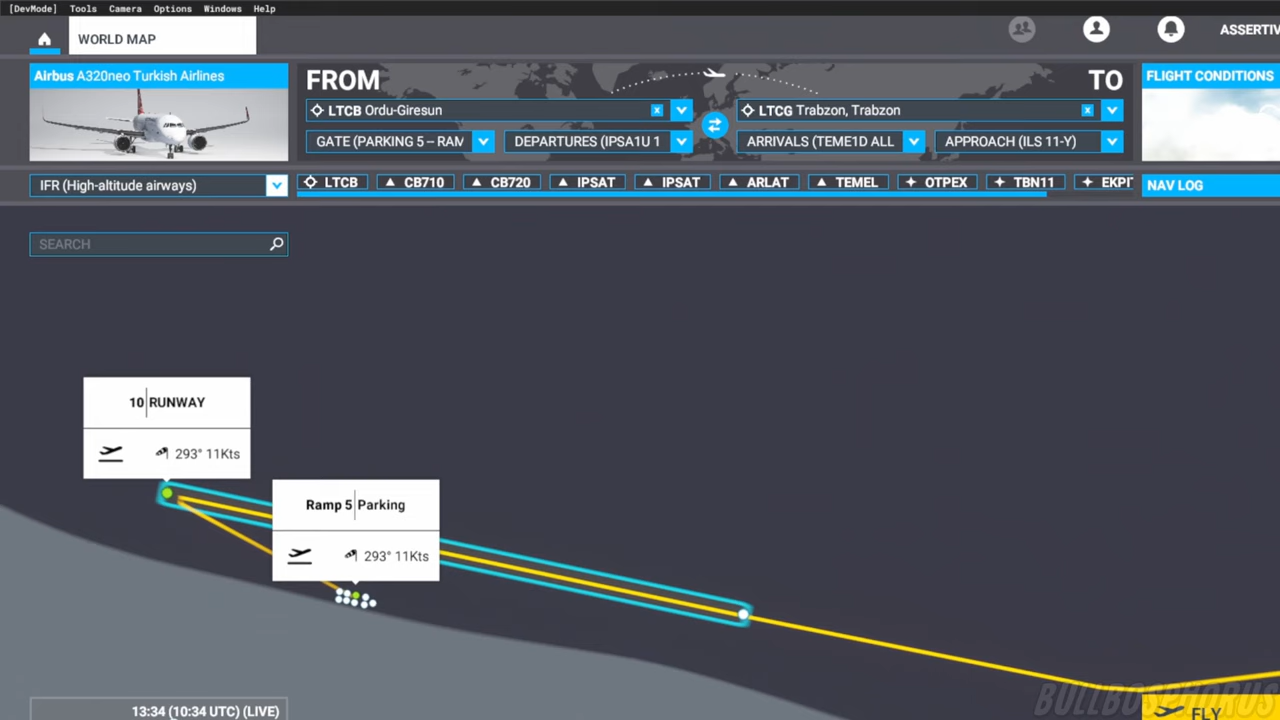 [DevMode] Tools Camera Options Windows Help
WORLD MAP
ASSERTIV
Airbus A320neo Turkish Airlines
FROM
TO
FLIGHT CONDITIONS
LTCB Ordu-Giresun
LTCG Trabzon, Trabzon
GATE (PARKING 5 – RAM
DEPARTURES (IPSA1U 1
ARRIVALS (TEME1D ALL
APPROACH (ILS 11-Y)
IFR (High-altitude airways)
LTCB CB710 CB720 IPSAT IPSAT ARLAT TEMEL OTPEX TBN11 EKPI
NAV LOG
SEARCH
10 RUNWAY
293° 11Kts
Ramp 5 Parking
293° 11Kts
BULLBOSPHORUS
13:34 (10:34 UTC) (LIVE)
FLY